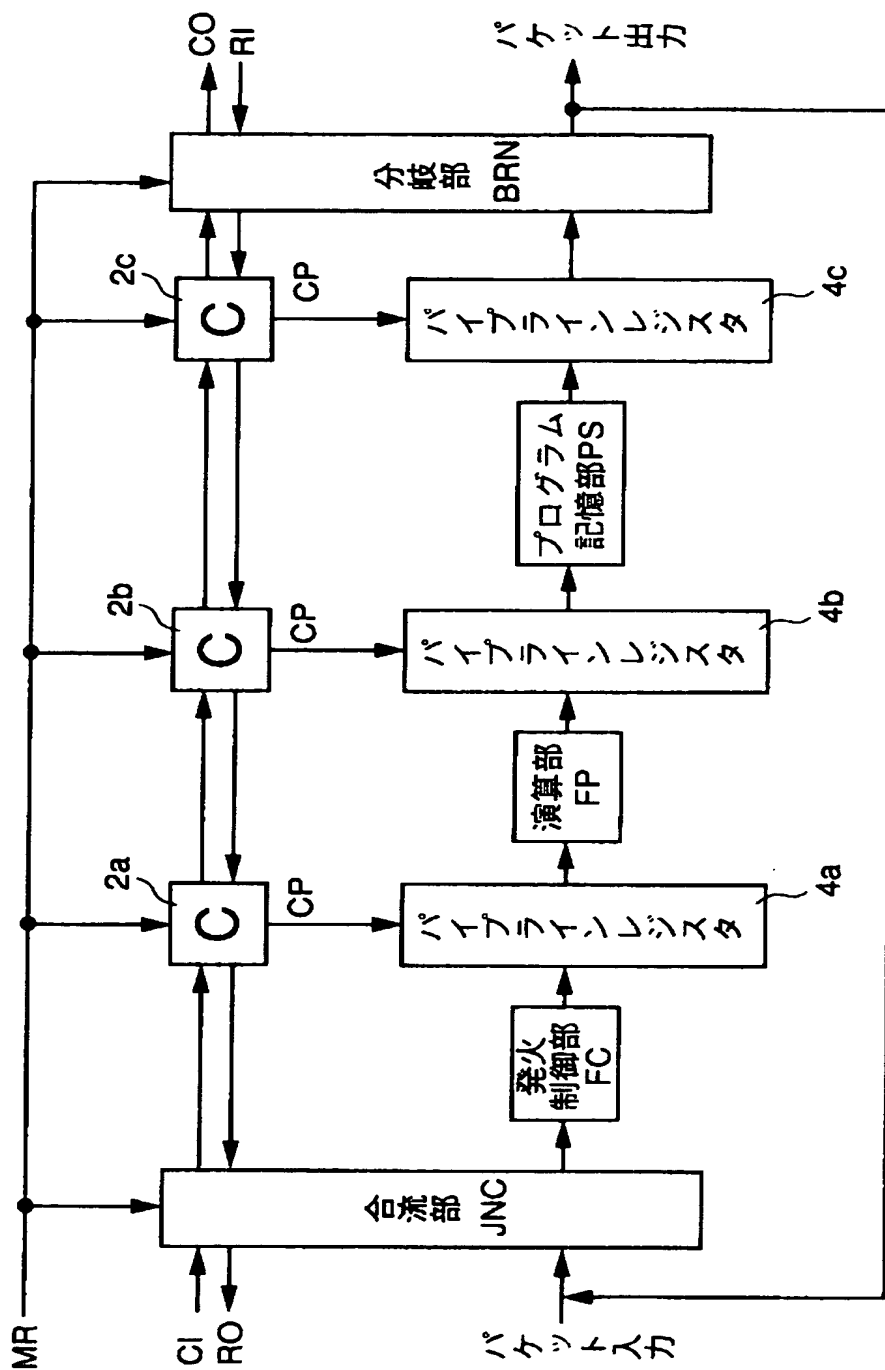 MR
CI
RO
パケット入力
合流部
JNC
発火
制御部
FC
2a
C
CP
パイプラインレジスタ
4a
演算部
FP
2b
C
CP
パイプラインレジスタ
4b
プログラム
記憶部PS
2c
C
CP
パイプラインレジスタ
4c
分岐部
BRN
CO
RI
パケット出力